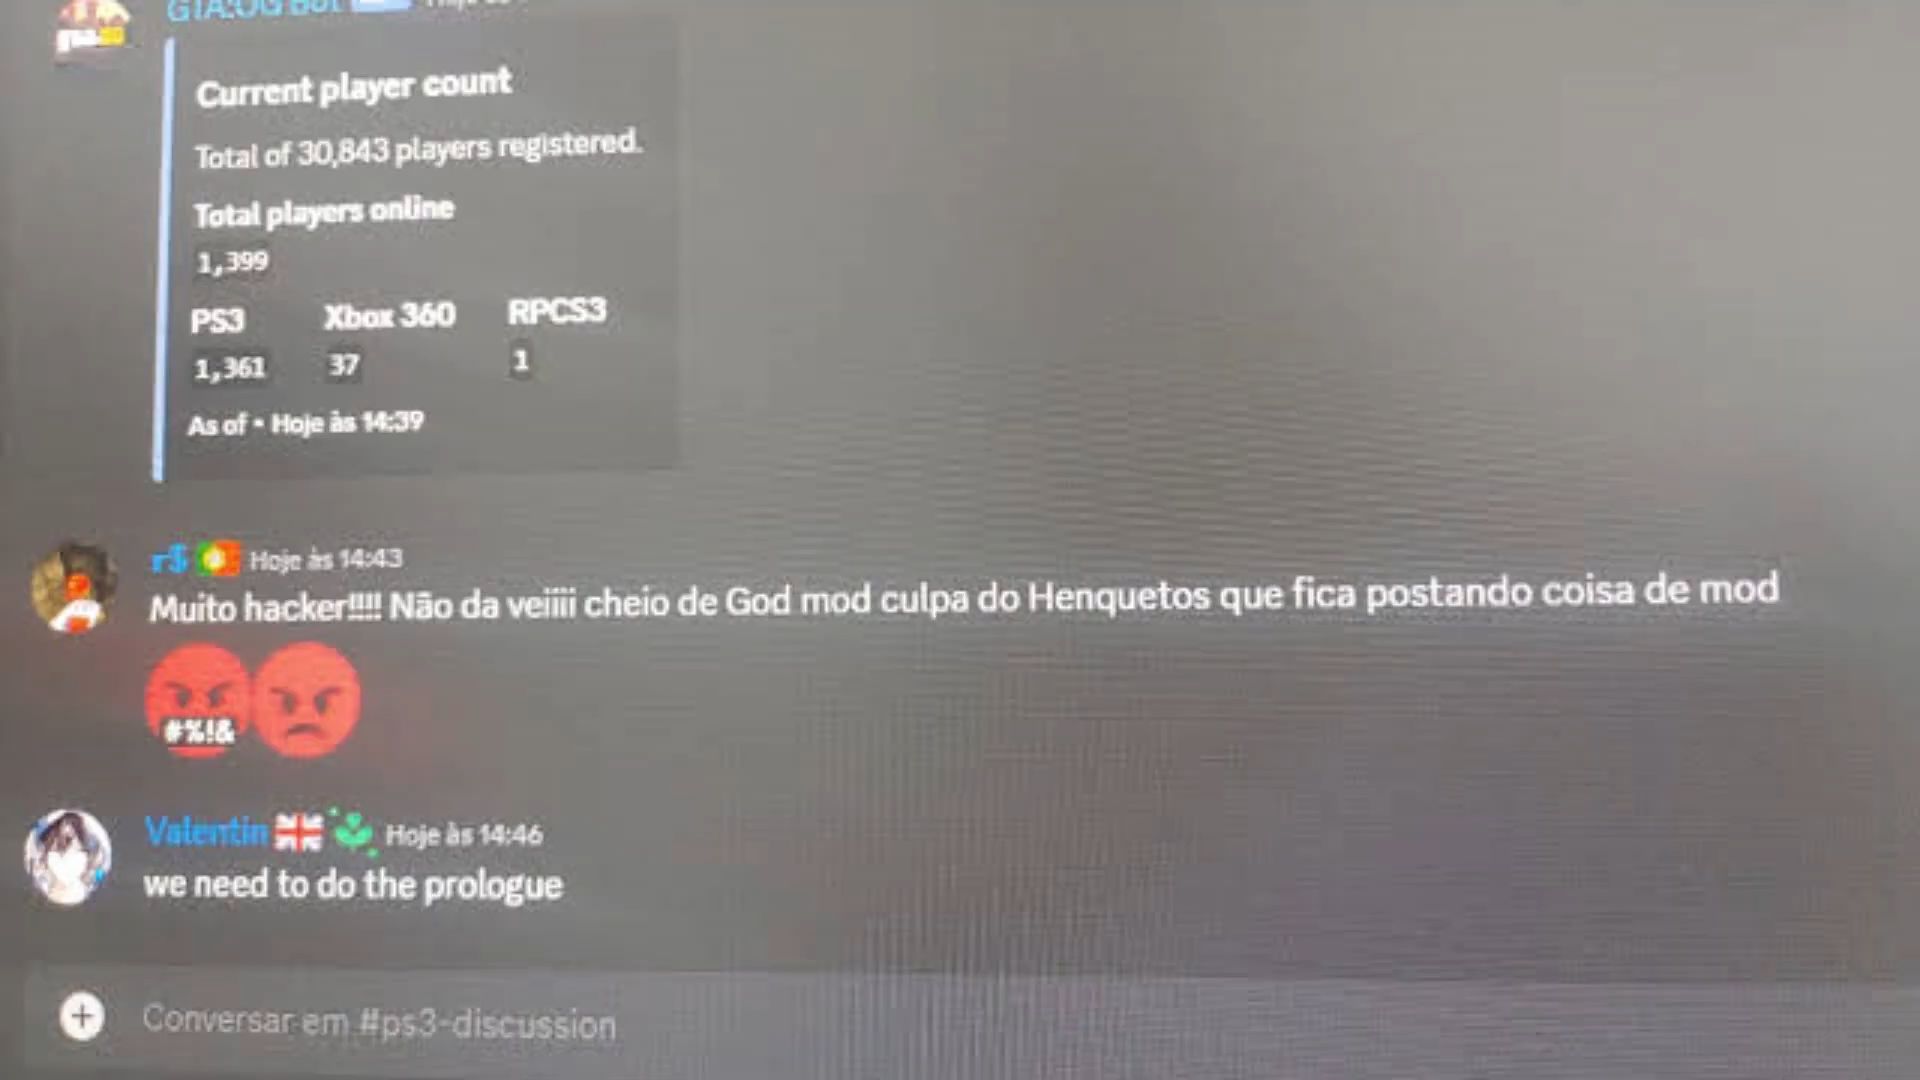 GTA:OG Bot
Current player count
Total of 30,843 players registered.
Total players online
1,399
PS3 Xbox 360 RPCS3
1,361 37 1
As of • Hoje às 14:39
r$ Hoje às 14:43
Muito hacker!!!! Não da veiiii cheio de God mod culpa do Henquetos que fica postando coisa de mod
#%!&
Valentin Hoje às 14:46
we need to do the prologue
Conversar em #ps3-discussion